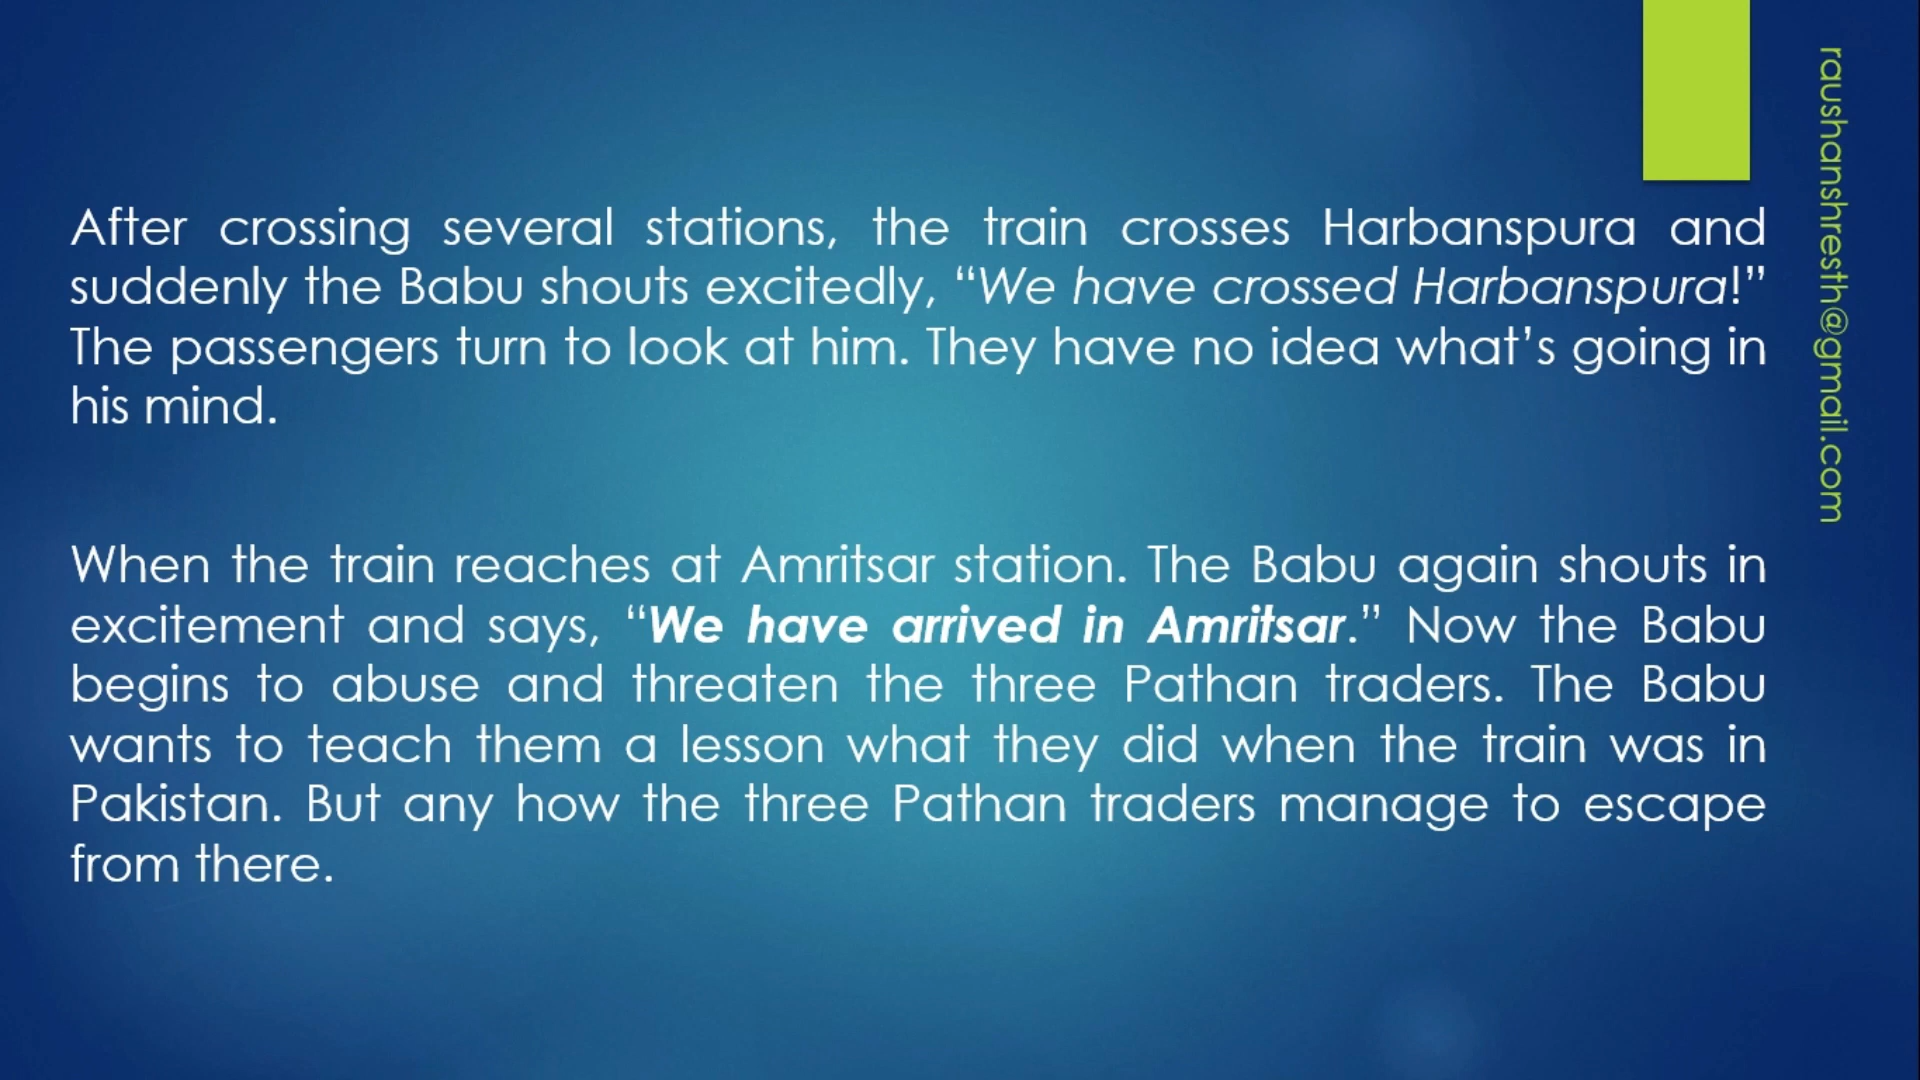 After crossing several stations, the train crosses Harbanspura and
suddenly the Babu shouts excitedly, “We have crossed Harbanspura!”
The passengers turn to look at him. They have no idea what’s going in
his mind.
When the train reaches at Amritsar station. The Babu again shouts in
excitement and says, “We have arrived in Amritsar.” Now the Babu
begins to abuse and threaten the three Pathan traders. The Babu
wants to teach them a lesson what they did when the train was in
Pakistan. But any how the three Pathan traders manage to escape
from there.
raushanshresth@gmail.com